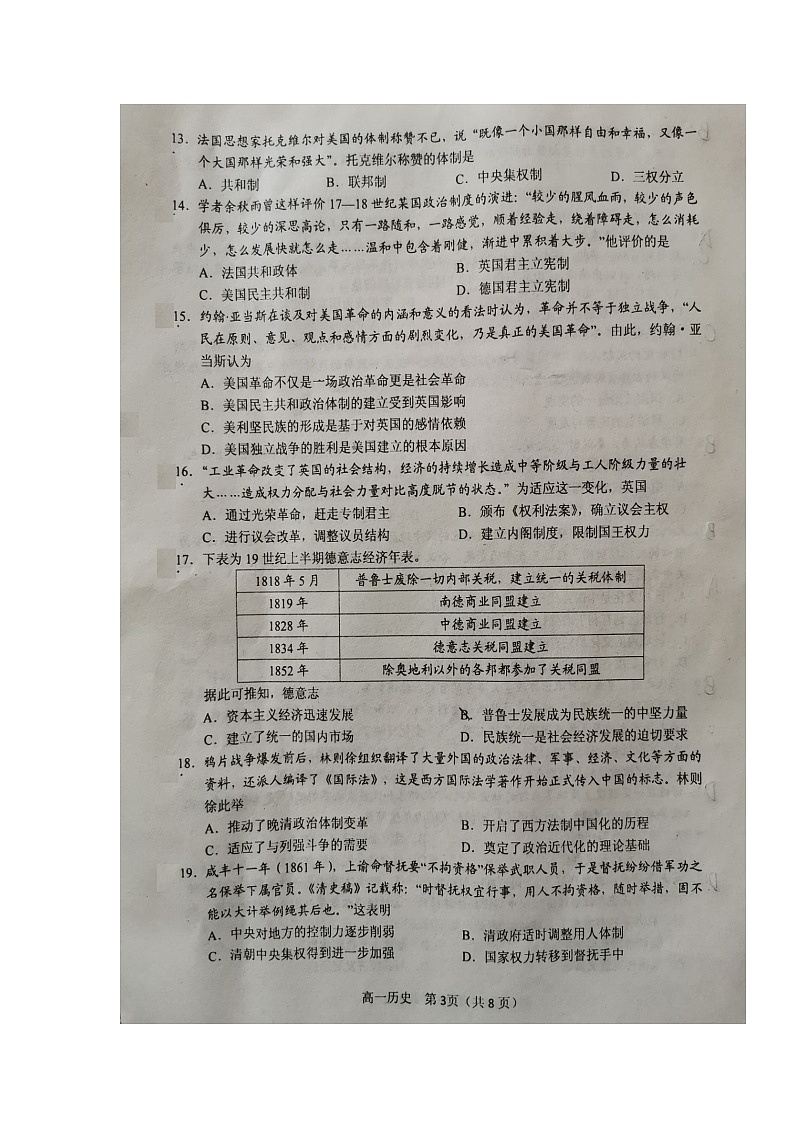 13．法国思想家托克维尔对美国的体制称赞不已，说“既像一个小国那样自由和幸福，又像一
个大国那样光荣和强大”。托克维尔称赞的体制是
A．共和制 B．联邦制 C．中央集权制 D．三权分立
14．学者余秋雨曾这样评价 17—18 世纪某国政治制度的演进：“较少的腥风血雨，较少的声色
俱厉，较少的深思高论，只有一路随和，一路感觉，顺着经验走，绕着障碍走，怎么消耗
少，怎么发展快就怎么走……温和中包含着刚健，渐进中累积着大步。”他评价的是
A．法国共和政体 B．英国君主立宪制
C．美国民主共和制 D．德国君主立宪制
15．约翰·亚当斯在谈及对美国革命的内涵和意义的看法时认为，革命并不等于独立战争，“人
民在原则、意见、观点和感情方面的剧烈变化，乃是真正的美国革命”。由此，约翰·亚
当斯认为
A．美国革命不仅是一场政治革命更是社会革命
B．美国民主共和政治体制的建立受到英国影响
C．美利坚民族的形成是基于对英国的感情依赖
D．美国独立战争的胜利是美国建立的根本原因
16．“工业革命改变了英国的社会结构，经济的持续增长造成中等阶级与工人阶级力量的壮
大……造成权力分配与社会力量对比高度脱节的状态。”为适应这一变化，英国
A．通过光荣革命，赶走专制君主 B．颁布《权利法案》，确立议会主权
C．进行议会改革，调整议员结构 D．建立内阁制度，限制国王权力
17．下表为 19 世纪上半期德意志经济年表。
1818 年 5 月 普鲁士废除一切内部关税，建立统一的关税体制
1819 年 南德商业同盟建立
1828 年 中德商业同盟建立
1834 年 德意志关税同盟建立
1852 年 除奥地利以外的各邦都参加了关税同盟
据此可推知，德意志
A．资本主义经济迅速发展 B．普鲁士发展成为民族统一的中坚力量
C．建立了统一的国内市场 D．民族统一是社会经济发展的迫切要求
18．鸦片战争爆发前后，林则徐组织翻译了大量外国的政治法律、军事、经济、文化等方面的
资料，还派人编译了《国际法》，这是西方国际法学著作开始正式传入中国的标志。林则
徐此举
A．推动了晚清政治体制变革 B．开启了西方法制中国化的历程
C．适应了与列强斗争的需要 D．奠定了政治近代化的理论基础
19．咸丰十一年（1861 年），上谕命督抚要“不拘资格”保举武职人员，于是督抚纷纷借军功之
名保举下属官员。《清史稿》记载称：“时督抚权宜行事，用人不拘资格，随时举措，固不
能以大计举例绳其后也。”这表明
A．中央对地方的控制力逐步削弱 B．清政府适时调整用人体制
C．清朝中央集权得到进一步加强 D．国家权力转移到督抚手中
高一历史 第 3页（共 8 页）